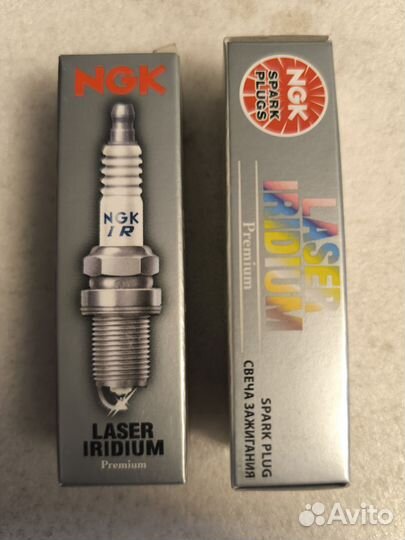 NGK
NGK
IR
LASER
IRIDIUM
Premium
NGK
SPARK
PLUGS
LASER
IRIDIUM
Premium
SPARK PLUG
СВЕЧА ЗАЖИГАНИЯ
Avito